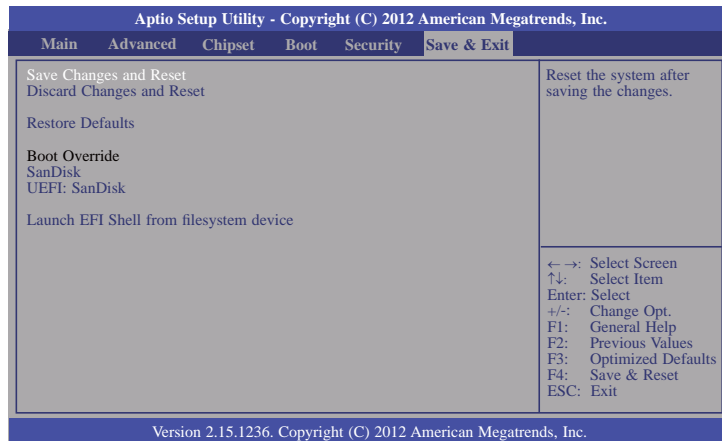 Aptio Setup Utility - Copyright (C) 2012 American Megatrends, Inc.
Main Advanced Chipset Boot Security Save & Exit
Save Changes and Reset
Discard Changes and Reset
Restore Defaults
Boot Override
SanDisk
UEFI: SanDisk
Launch EFI Shell from filesystem device
Reset the system after
saving the changes.
← →: Select Screen
↑↓: Select Item
Enter: Select
+/-: Change Opt.
F1: General Help
F2: Previous Values
F3: Optimized Defaults
F4: Save & Reset
ESC: Exit
Version 2.15.1236. Copyright (C) 2012 American Megatrends, Inc.